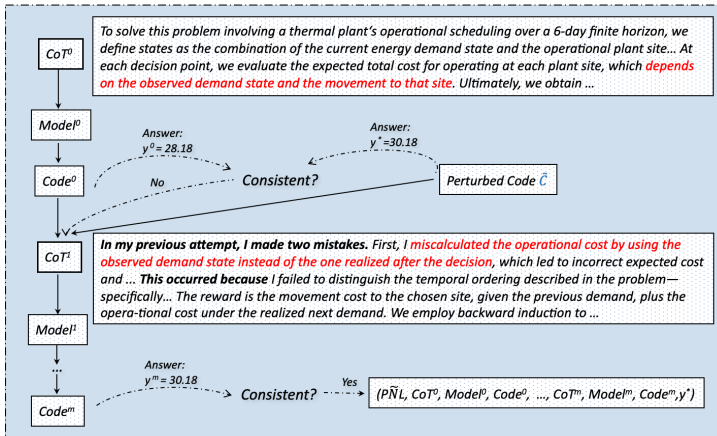 CoT⁰
To solve this problem involving a thermal plant's operational scheduling over a 6-day finite horizon, we
define states as the combination of the current energy demand state and the operational plant site... At
each decision point, we evaluate the expected total cost for operating at each plant site, which depends
on the observed demand state and the movement to that site. Ultimately, we obtain ...
Model⁰
Answer:
y⁰ = 28.18
Answer:
y* =30.18
Code⁰
Consistent?
No
Perturbed Code C̃
CoT¹
In my previous attempt, I made two mistakes. First, I miscalculated the operational cost by using the
observed demand state instead of the one realized after the decision, which led to incorrect expected cost
and ... This occurred because I failed to distinguish the temporal ordering described in the problem—
specifically... The reward is the movement cost to the chosen site, given the previous demand, plus the
opera-tional cost under the realized next demand. We employ backward induction to ...
Model¹
...
Answer:
yᵐ = 30.18
Codeᵐ
Consistent?
Yes
(PÑL, CoT⁰, Model⁰, Code⁰, ..., CoTᵐ, Modelᵐ, Codeᵐ,y*)